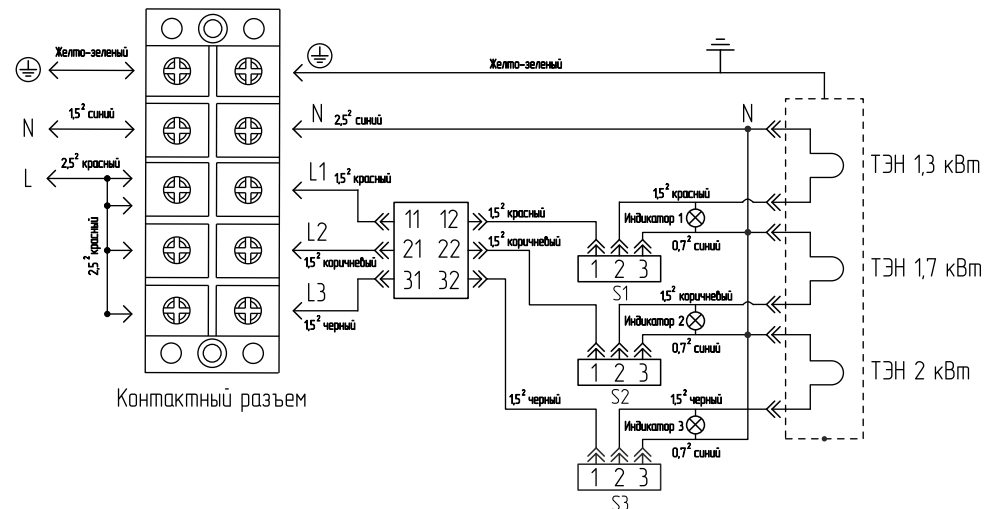 Желто-зеленый
Желто-зеленый
N
1,5² синий
N
2,5² синий
N
ТЭН 1,3 кВт
L
2,5² красный
2,5² красный
L1
1,5² красный
1,5² красный
11 12
1,5² красный
Индикатор 1
L2
21 22
1,5² коричневый
1,5² коричневый
0,7² синий
31 32
1 2 3
S1
ТЭН 1,7 кВт
L3
1,5² черный
1,5² коричневый
Индикатор 2
0,7² синий
1 2 3
S2
ТЭН 2 кВт
Контактный разъем
1,5² черный
1,5² черный
Индикатор 3
0,7² синий
1 2 3
S3